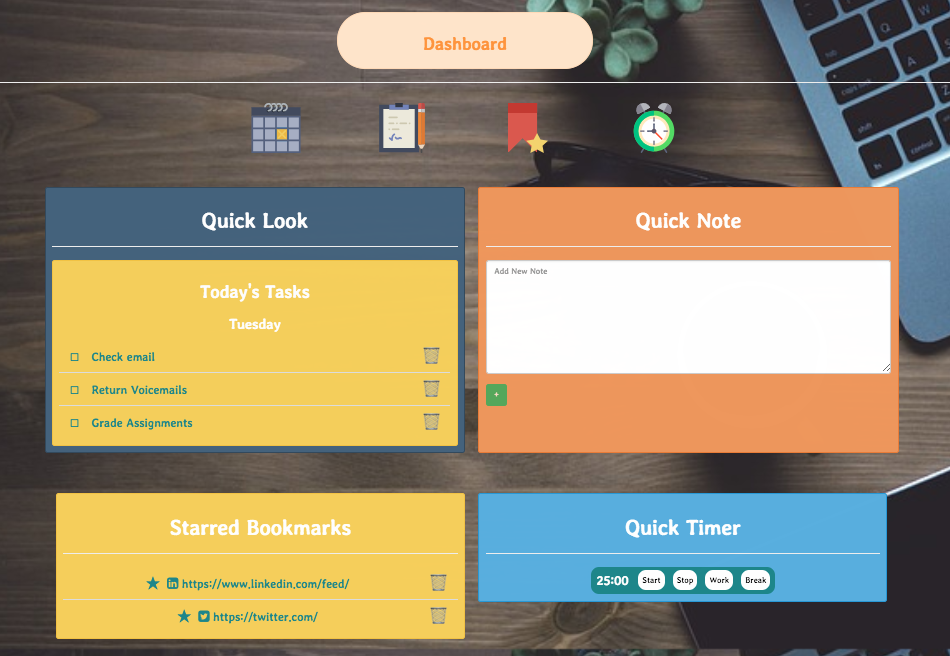 Dashboard
Quick Look
Today's Tasks
Tuesday
Check email
Return Voicemails
Grade Assignments
Quick Note
Add New Note
+
Starred Bookmarks
https://www.linkedin.com/feed/
https://twitter.com/
Quick Timer
25:00 Start Stop Work Break